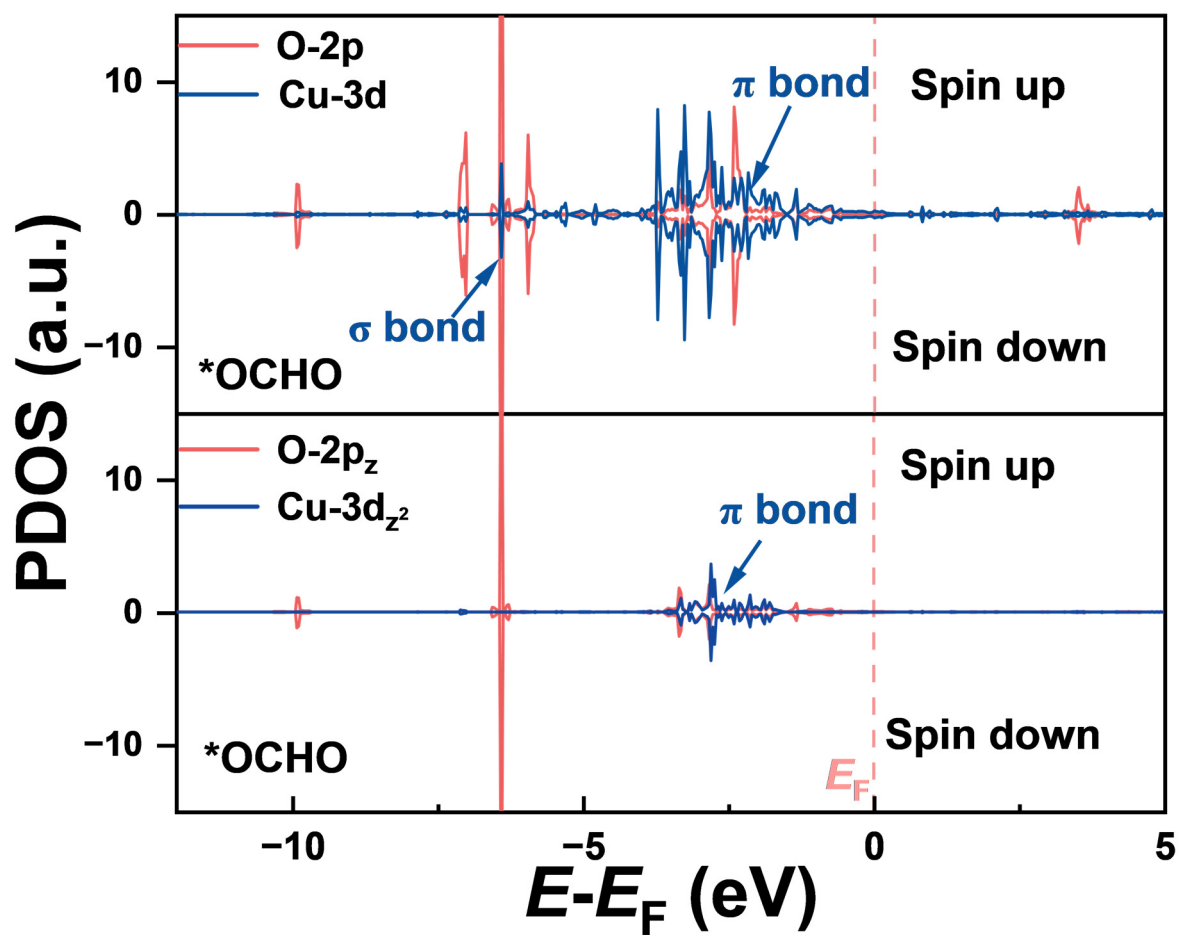 O-2p
Cu-3d
π bond
Spin up
10
0
σ bond
−10
Spin down
*OCHO
O-2pz
Cu-3dz²
Spin up
10
π bond
0
−10
Spin down
*OCHO
EF
−10
−5
0
5
E-EF (eV)
PDOS (a.u.)